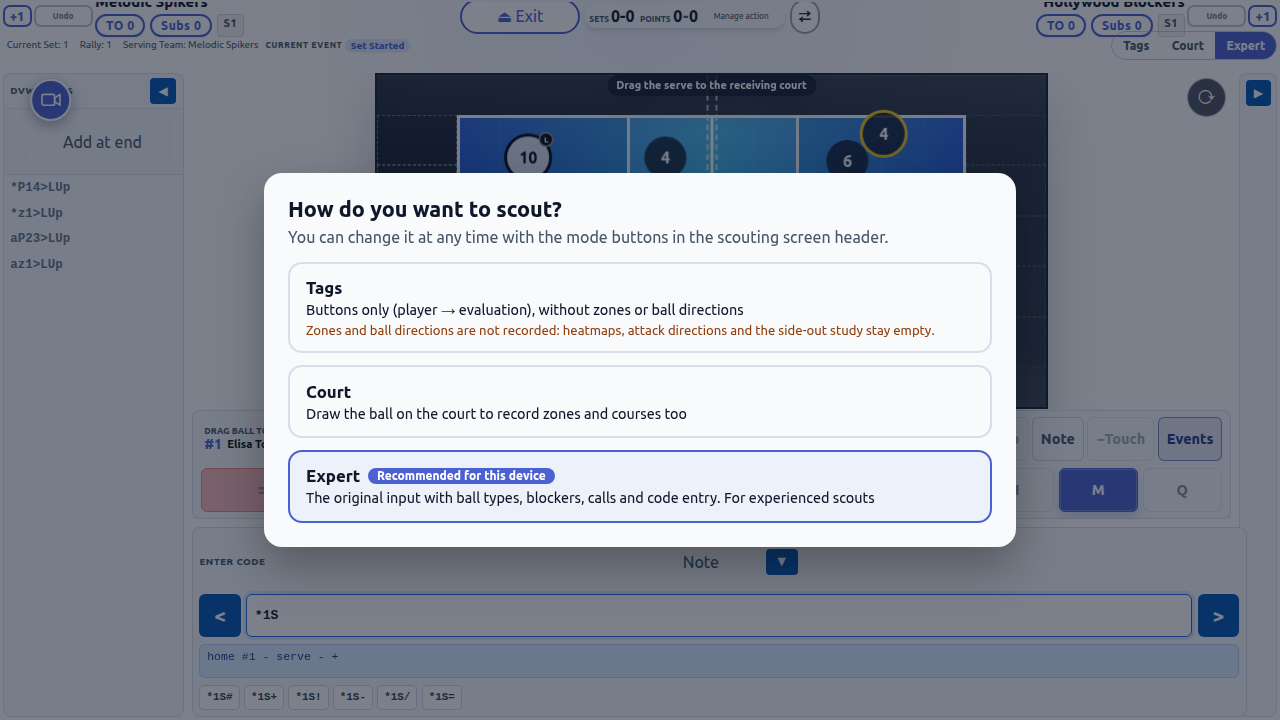 +1
Undo
Melodic Spikers
TO 0
Subs 0
S1
⏏ Exit
SETS 0-0 POINTS 0-0 Manage action
⇄
Hollywood Blockers
TO 0
Subs 0
S1
Undo
+1
Current Set: 1 Rally: 1 Serving Team: Melodic Spikers CURRENT EVENT Set Started
Tags
Court
Expert
◀
Drag the serve to the receiving court
▶
Add at end
10
L
4
6
4
*P14>LUp
*z1>LUp
aP23>LUp
az1>LUp
How do you want to scout?
You can change it at any time with the mode buttons in the scouting screen header.
Tags
Buttons only (player → evaluation), without zones or ball directions
Zones and ball directions are not recorded: heatmaps, attack directions and the side-out study stay empty.
Court
Draw the ball on the court to record zones and courses too
Expert Recommended for this device
The original input with ball types, blockers, calls and code entry. For experienced scouts
DRAG BALL
#1 Elisa
Note
–Touch
Events
M
Q
ENTER CODE
Note
▼
<
*1S
>
home #1 - serve - +
*1S#
*1S+
*1S!
*1S-
*1S/
*1S=